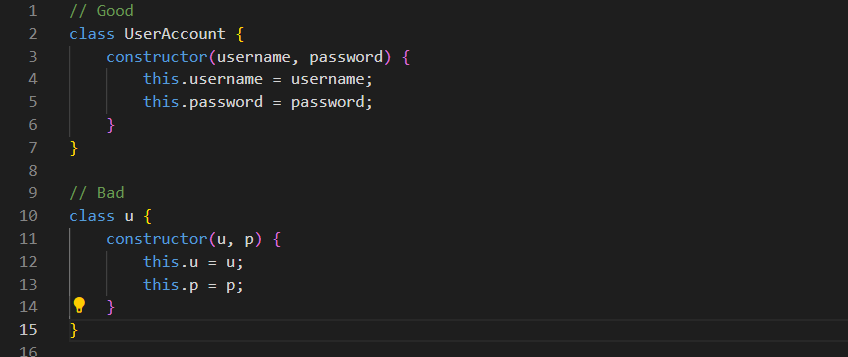 1 // Good
2 class UserAccount {
3     constructor(username, password) {
4         this.username = username;
5         this.password = password;
6     }
7 }
8
9 // Bad
10 class u {
11     constructor(u, p) {
12         this.u = u;
13         this.p = p;
14     }
15 }
16